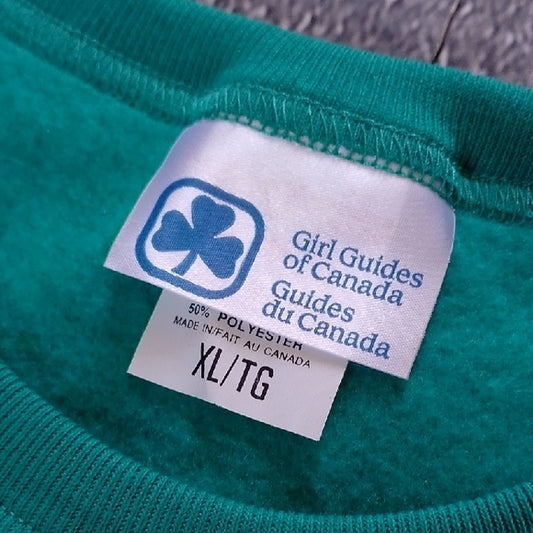 Girl Guides
of Canada
Guides
du Canada
50% POLYESTER
MADE IN/FAIT AU CANADA
XL/TG